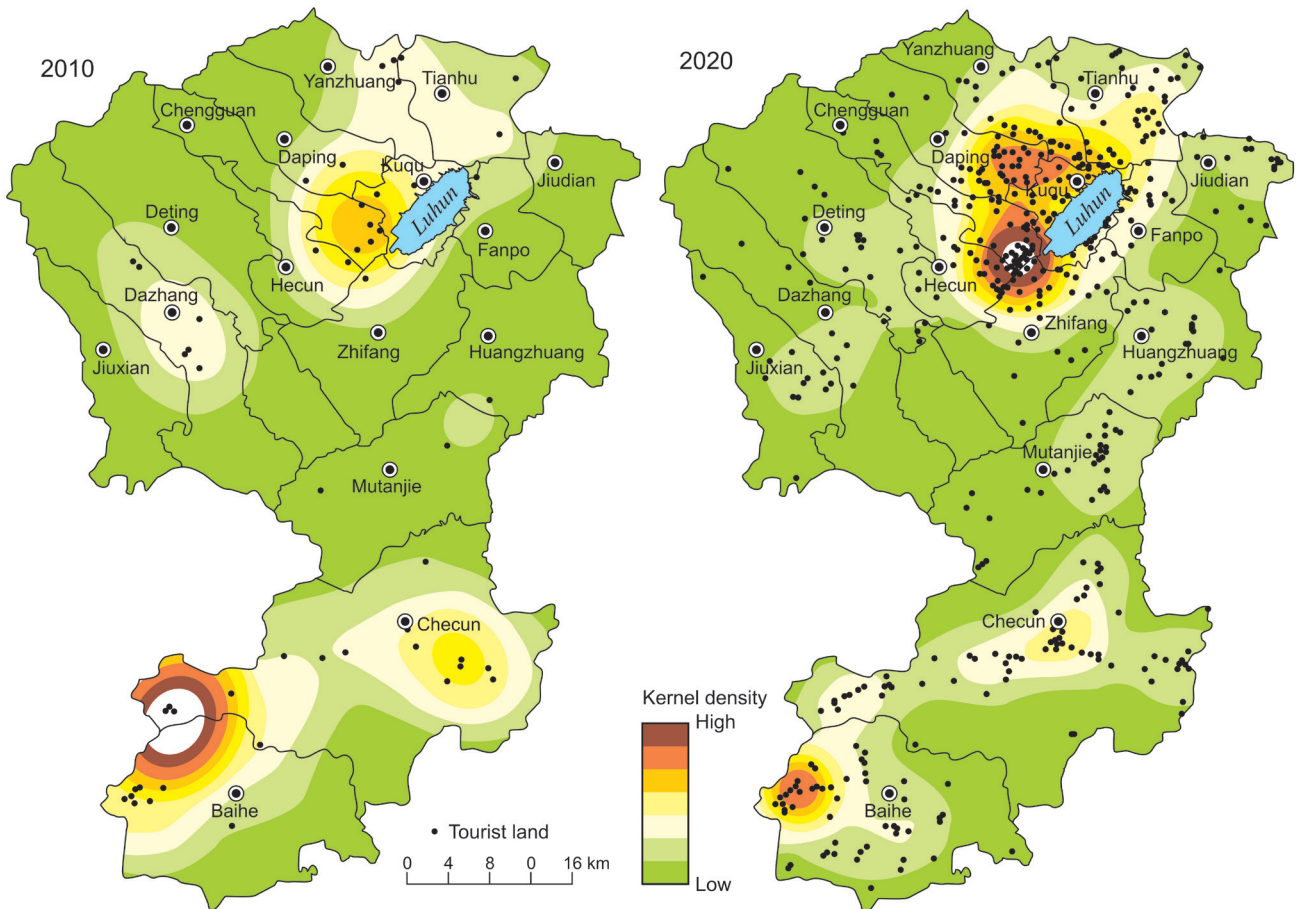 2010
Yanzhuang
Tianhu
Chengguan
Daping
Kuqu
Jiudian
Luhun
Deting
Fanpo
Hecun
Dazhang
Zhifang
Huangzhuang
Jiuxian
Mutanjie
Checun
Baihe
Tourist land
0 4 8 0 16 km
2020
Yanzhuang
Tianhu
Chengguan
Daping
Kuqu
Jiudian
Luhun
Deting
Fanpo
Hecun
Dazhang
Zhifang
Huangzhuang
Jiuxian
Mutanjie
Checun
Baihe
Kernel density
High
Low